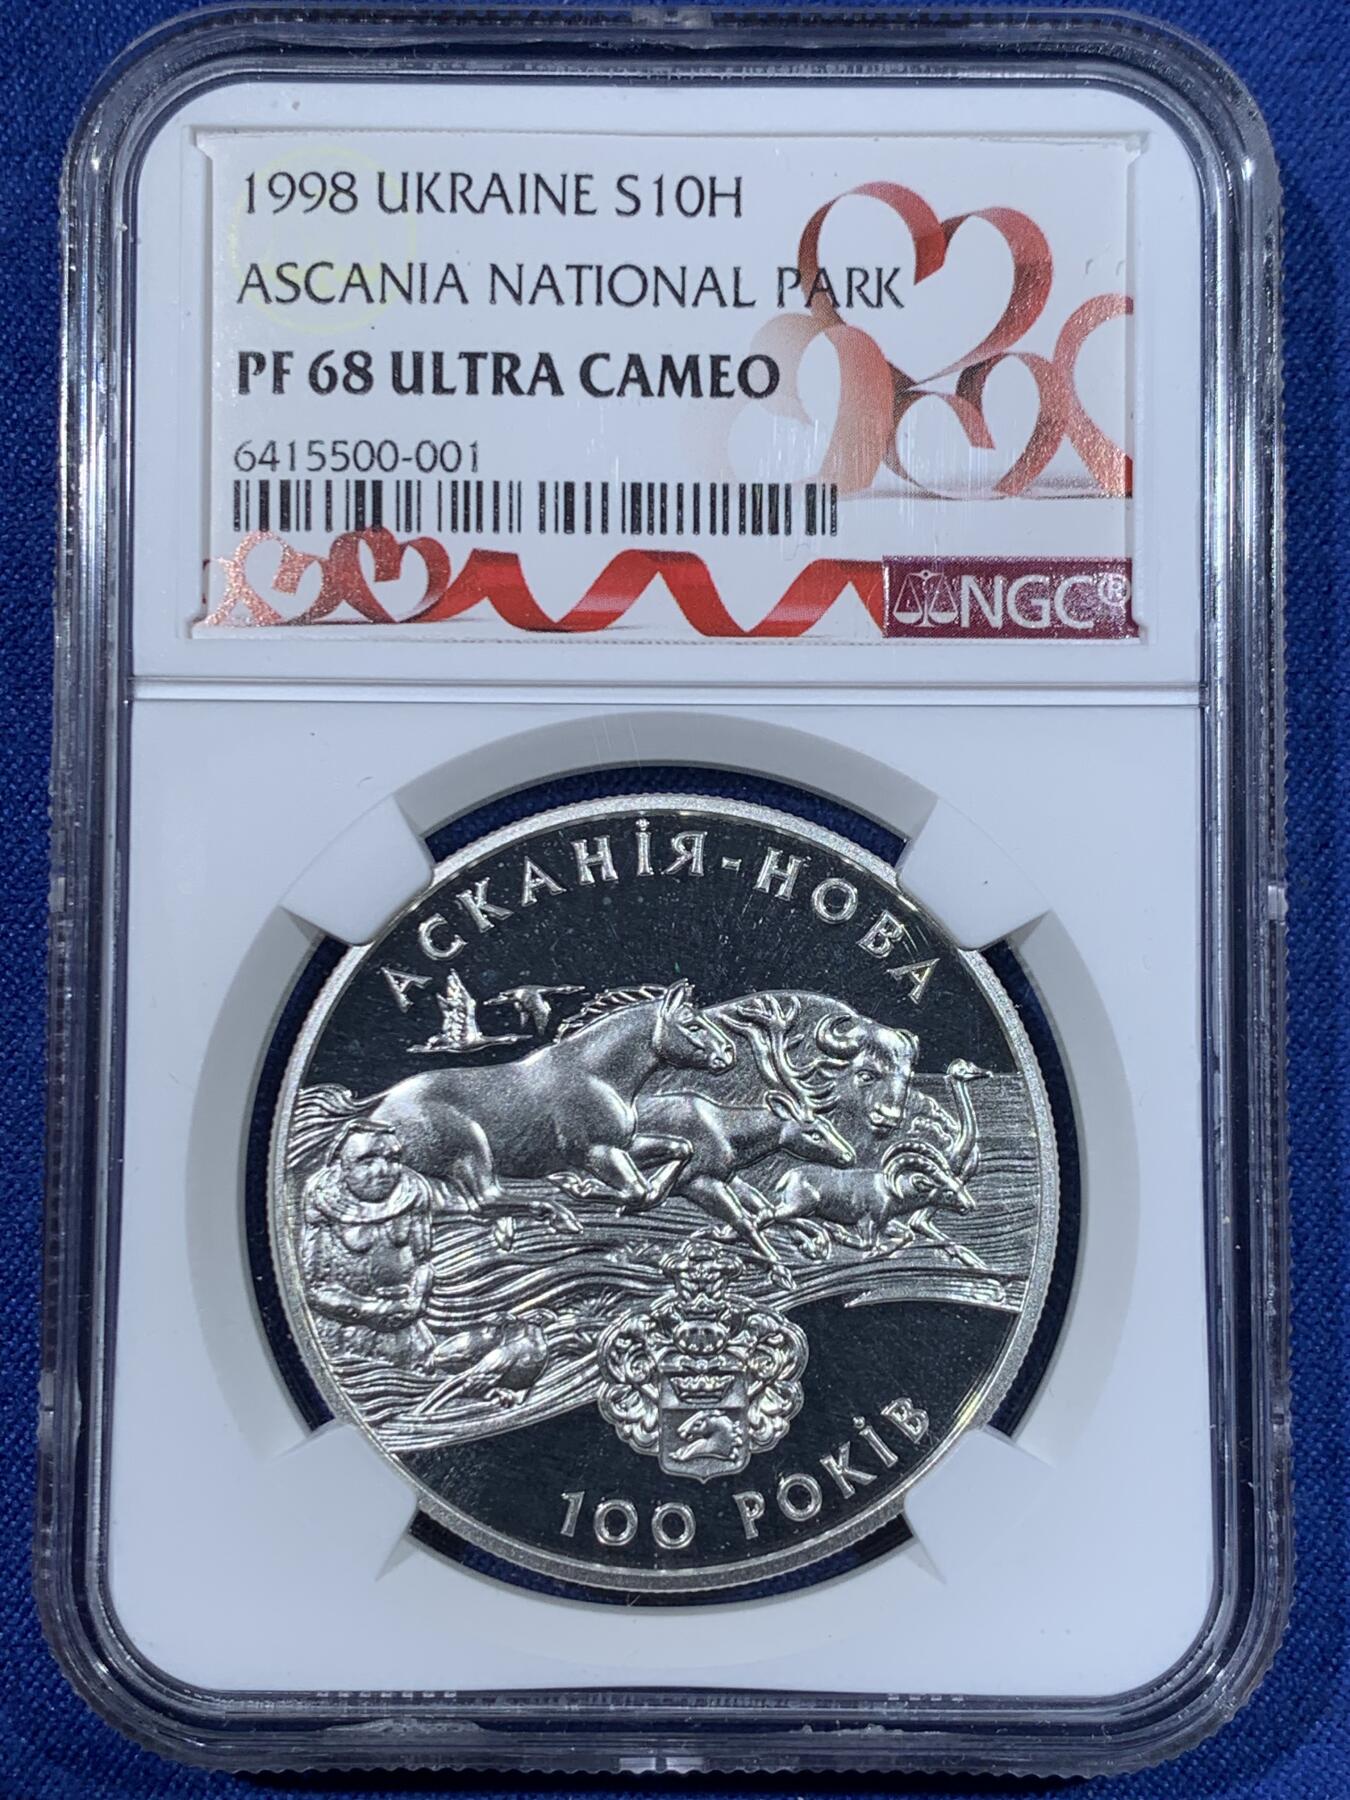 1998 UKRAINE S10H
ASCANIA NATIONAL PARK
PF 68 ULTRA CAMEO
6415500-001
NGC®
АСКАНІЯ-НОВА
100 РОКІВ